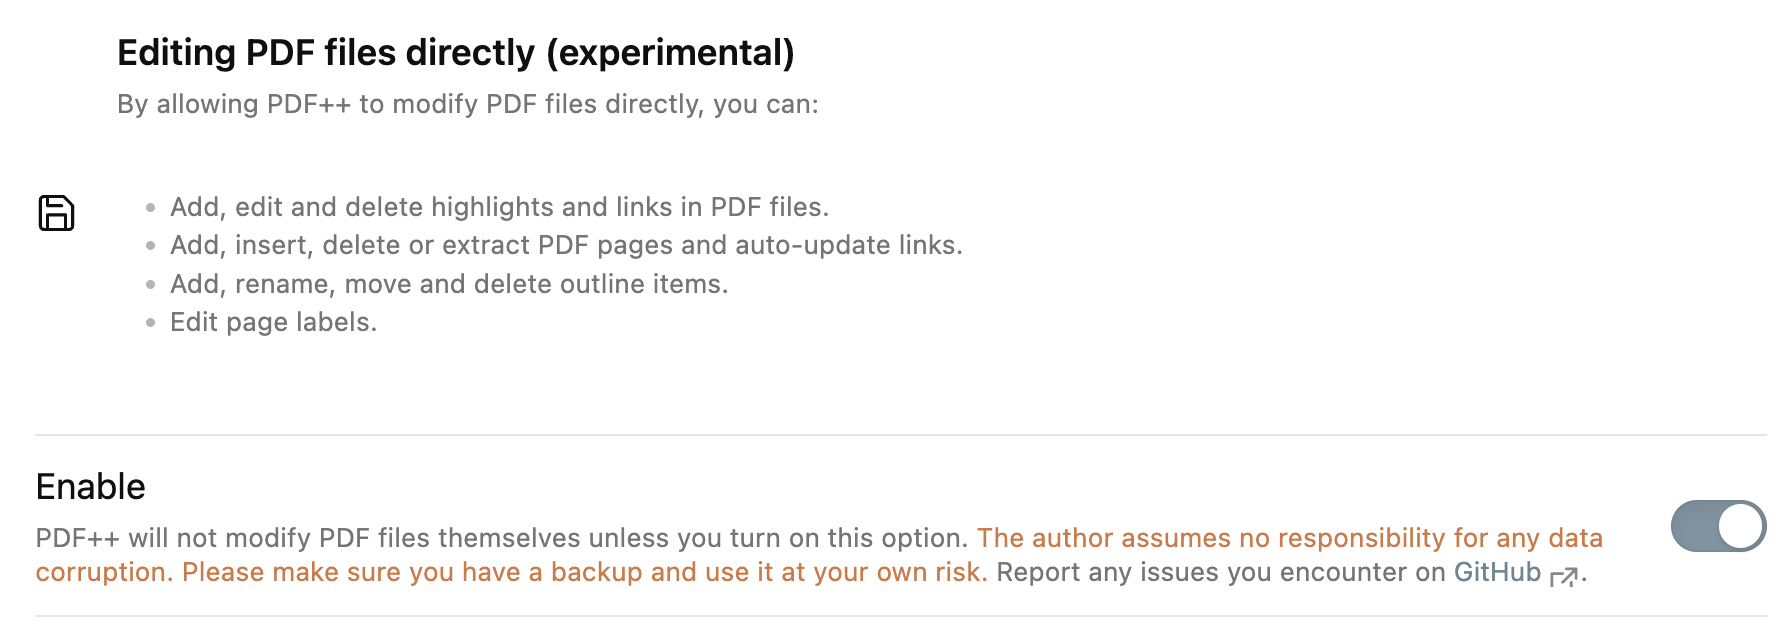 Editing PDF files directly (experimental)
By allowing PDF++ to modify PDF files directly, you can:
Add, edit and delete highlights and links in PDF files.
Add, insert, delete or extract PDF pages and auto-update links.
Add, rename, move and delete outline items.
Edit page labels.
Enable
PDF++ will not modify PDF files themselves unless you turn on this option. The author assumes no responsibility for any data
corruption. Please make sure you have a backup and use it at your own risk. Report any issues you encounter on GitHub.